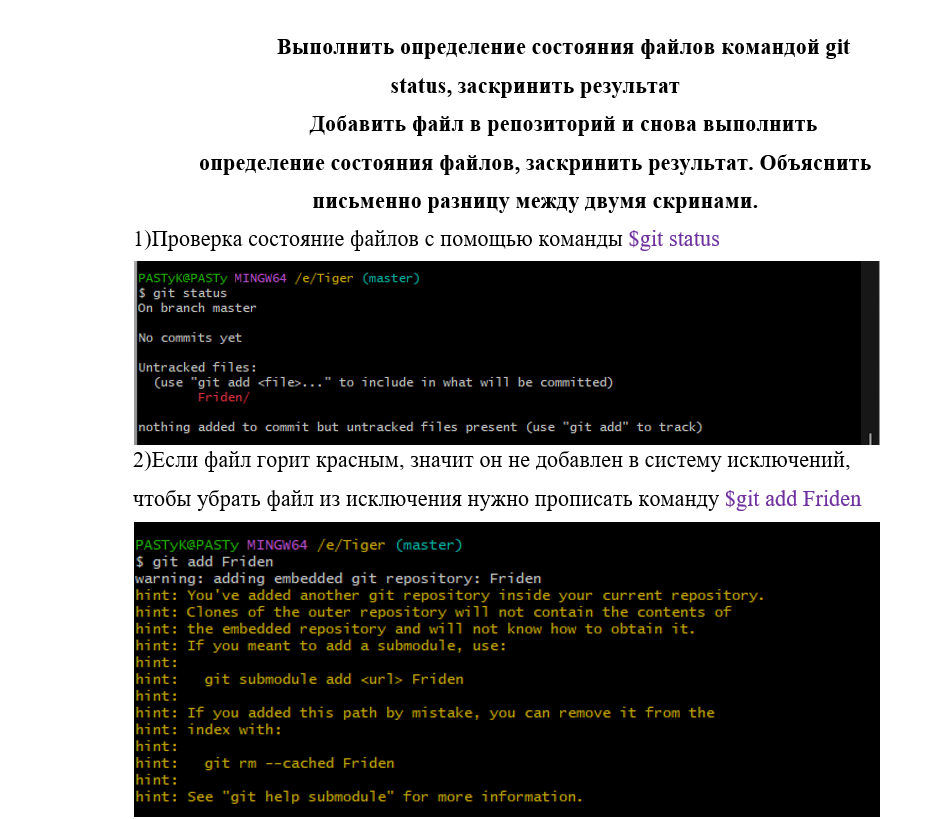 Выполнить определение состояния файлов командой git
status, заскринить результат
Добавить файл в репозиторий и снова выполнить
определение состояния файлов, заскринить результат. Объяснить
письменно разницу между двумя скринами.
1)Проверка состояние файлов с помощью команды $git status
PASTyK@PASTy MINGW64 /e/Tiger (master)
$ git status
On branch master
No commits yet
Untracked files:
(use "git add <file>..." to include in what will be committed)
Friden/
nothing added to commit but untracked files present (use "git add" to track)
2)Если файл горит красным, значит он не добавлен в систему исключений,
чтобы убрать файл из исключения нужно прописать команду $git add Friden
PASTyK@PASTy MINGW64 /e/Tiger (master)
$ git add Friden
warning: adding embedded git repository: Friden
hint: You've added another git repository inside your current repository.
hint: Clones of the outer repository will not contain the contents of
hint: the embedded repository and will not know how to obtain it.
hint: If you meant to add a submodule, use:
hint:
hint: git submodule add <url> Friden
hint:
hint: If you added this path by mistake, you can remove it from the
hint: index with:
hint:
hint: git rm --cached Friden
hint:
hint: See "git help submodule" for more information.